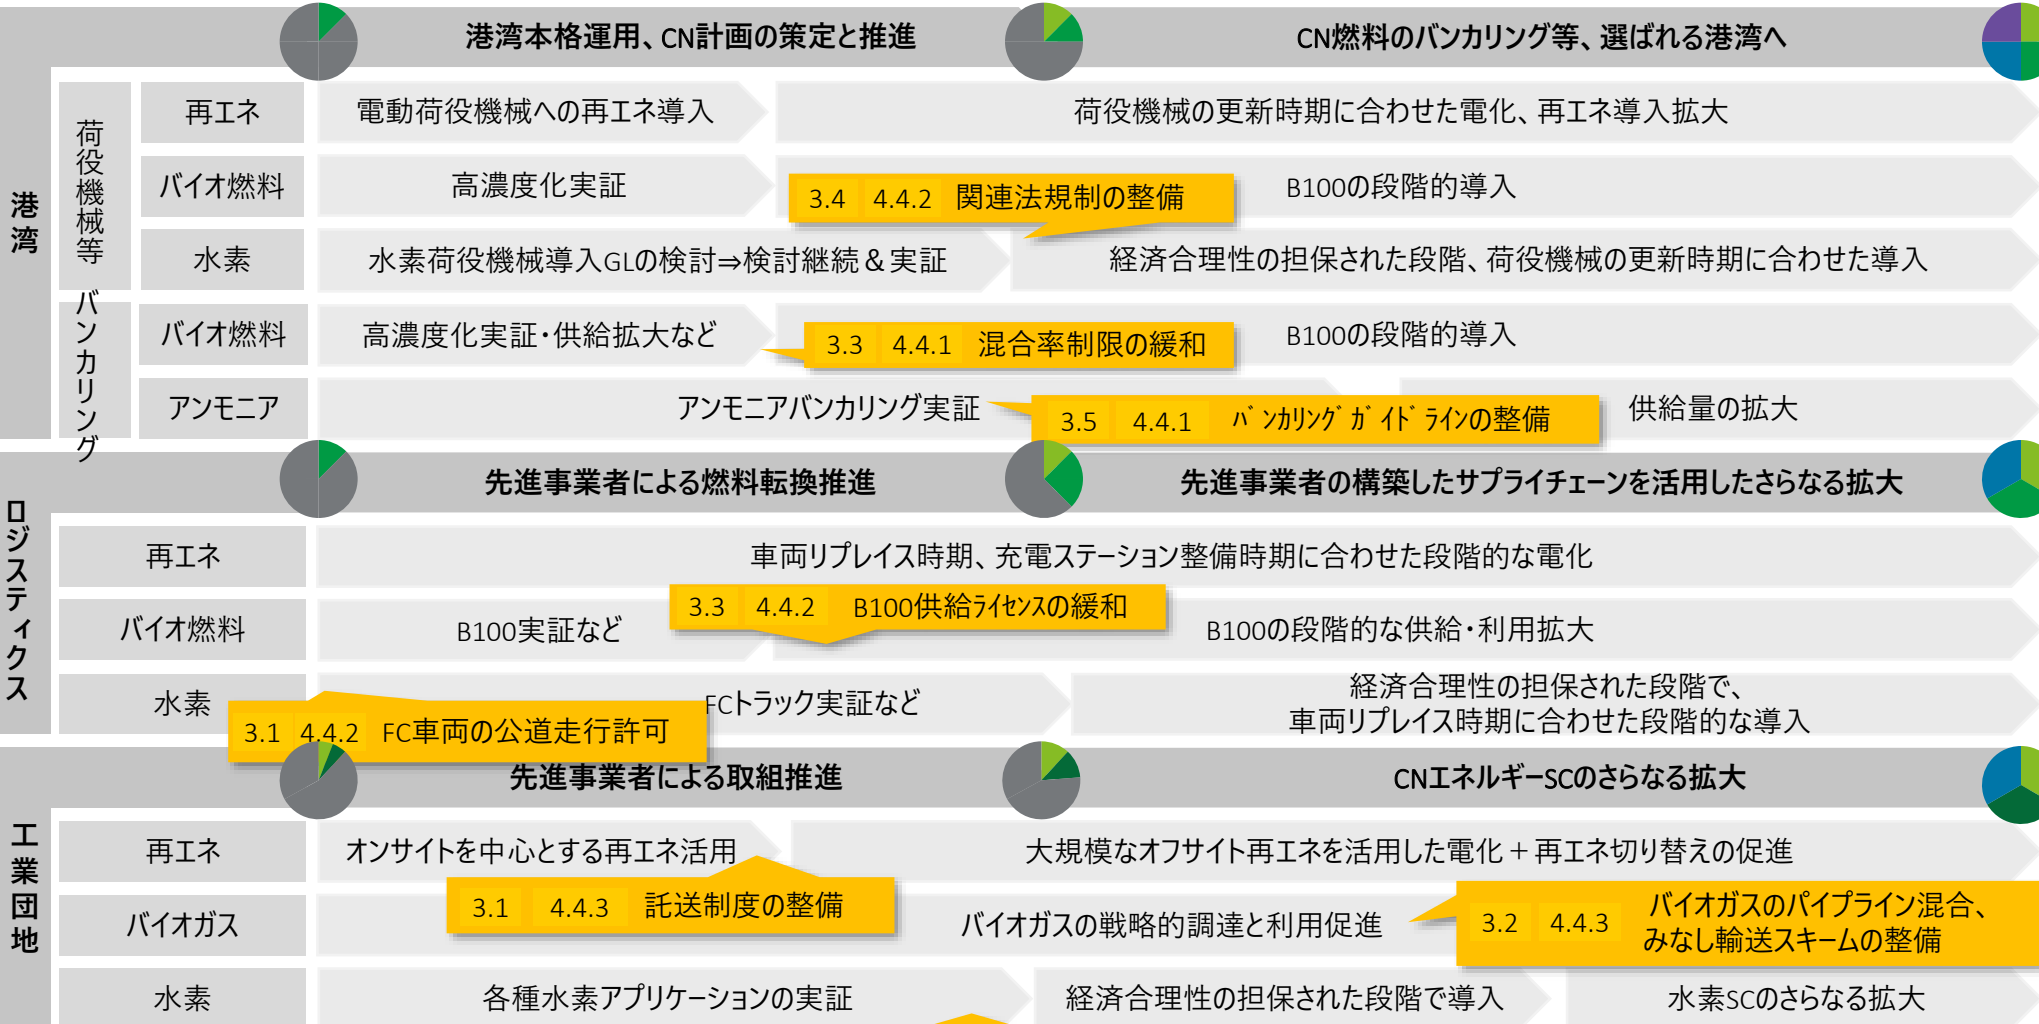 港湾本格運用、CN計画の策定と推進
CN燃料のバンカリング等、選ばれる港湾へ
港湾
荷役機械等
再エネ
電動荷役機械への再エネ導入
荷役機械の更新時期に合わせた電化、再エネ導入拡大
バイオ燃料
高濃度化実証
3.4 4.4.2 関連法規制の整備
B100の段階的導入
水素
水素荷役機械導入GLの検討⇒検討継続＆実証
経済合理性の担保された段階、荷役機械の更新時期に合わせた導入
バンカリング
バイオ燃料
高濃度化実証・供給拡大など
3.3 4.4.1 混合率制限の緩和
B100の段階的導入
アンモニア
アンモニアバンカリング実証
3.5 4.4.1 ﾊﾞﾝｶﾘﾝｸﾞｶﾞｲﾄﾞﾗｲﾝの整備
供給量の拡大
ロジスティクス
先進事業者による燃料転換推進
先進事業者の構築したサプライチェーンを活用したさらなる拡大
再エネ
車両リプレイス時期、充電ステーション整備時期に合わせた段階的な電化
バイオ燃料
B100実証など
3.3 4.4.2 B100供給ﾗｲｾﾝｽの緩和
B100の段階的な供給・利用拡大
水素
3.1 4.4.2 FC車両の公道走行許可
FCトラック実証など
経済合理性の担保された段階で、
車両リプレイス時期に合わせた段階的な導入
工業団地
先進事業者による取組推進
CNエネルギーSCのさらなる拡大
再エネ
オンサイトを中心とする再エネ活用
大規模なオフサイト再エネを活用した電化＋再エネ切り替えの促進
3.1 4.4.3 託送制度の整備
バイオガス
バイオガスの戦略的調達と利用促進
3.2 4.4.3 バイオガスのパイプライン混合、
みなし輸送スキームの整備
水素
各種水素アプリケーションの実証
経済合理性の担保された段階で導入
水素SCのさらなる拡大